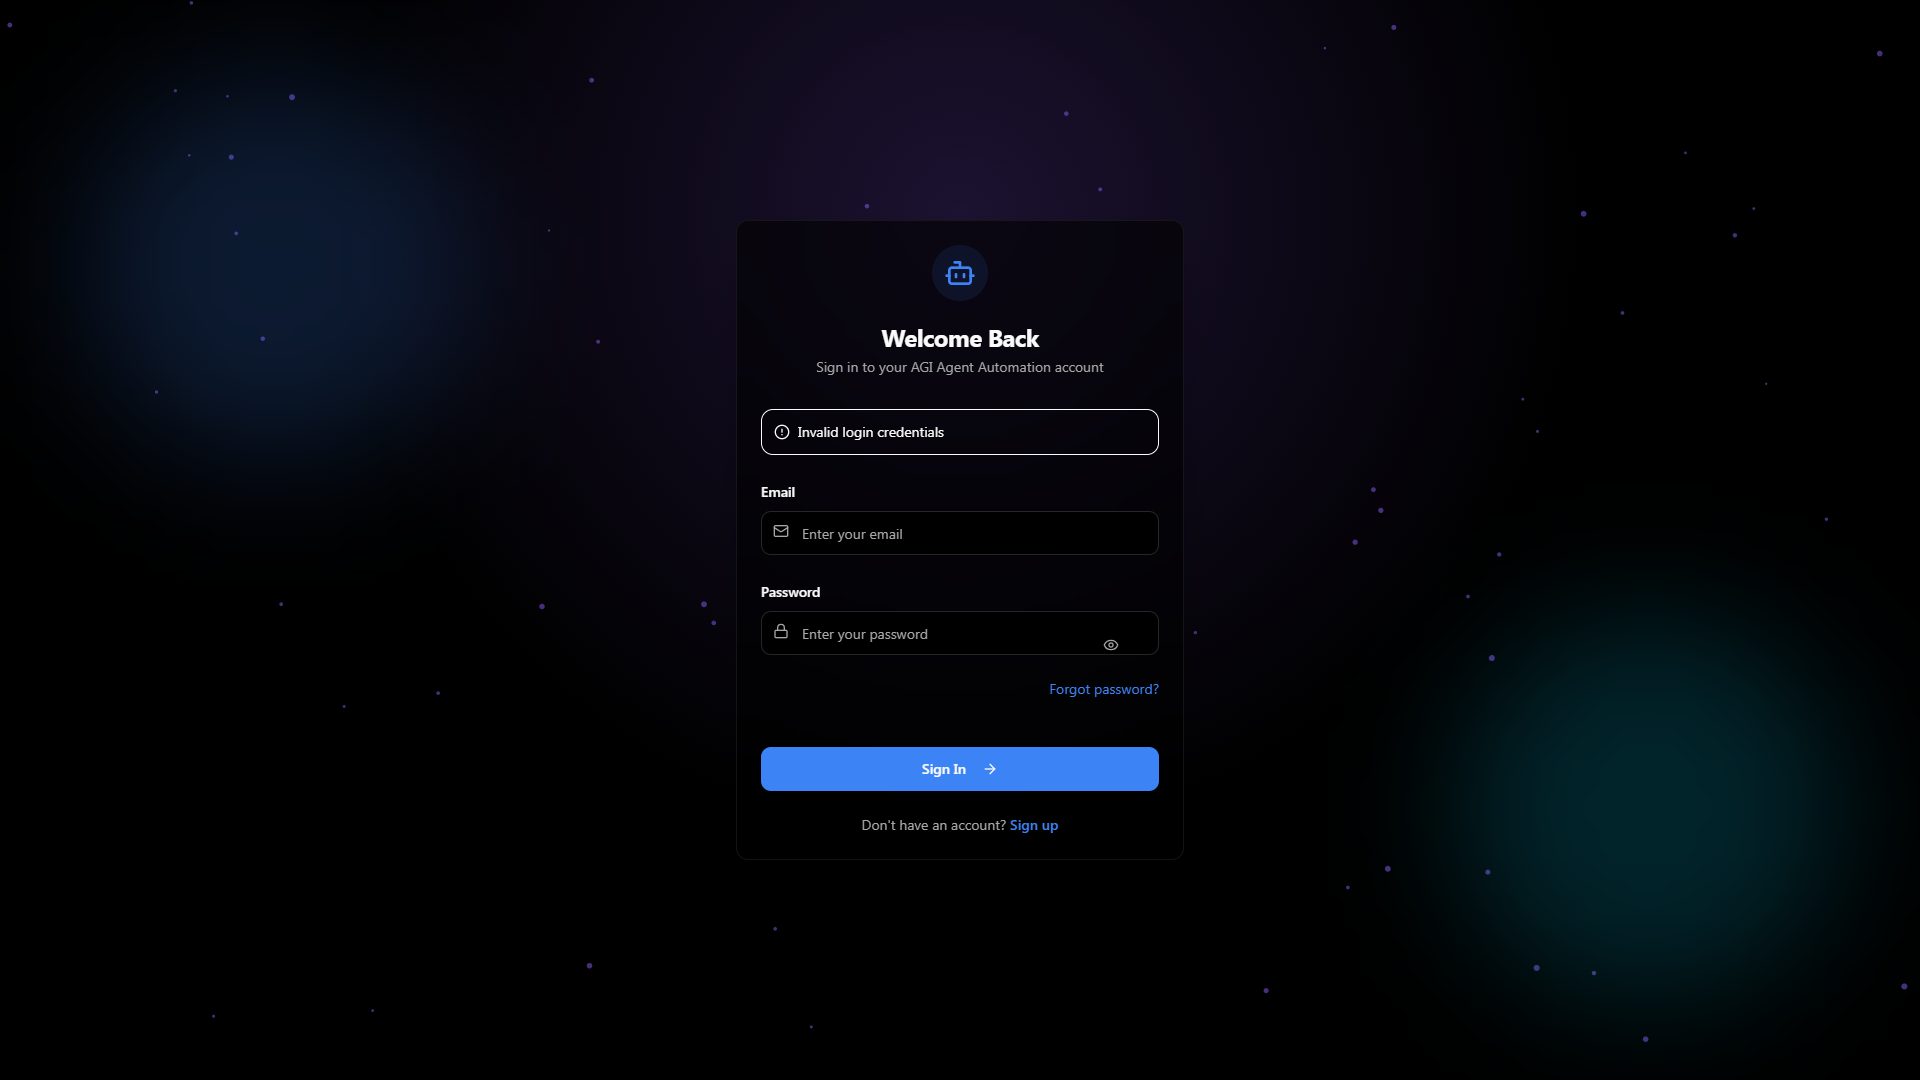 Welcome Back
Sign in to your AGI Agent Automation account
Invalid login credentials
Email
Enter your email
Password
Enter your password
Forgot password?
Sign In
Don't have an account? Sign up